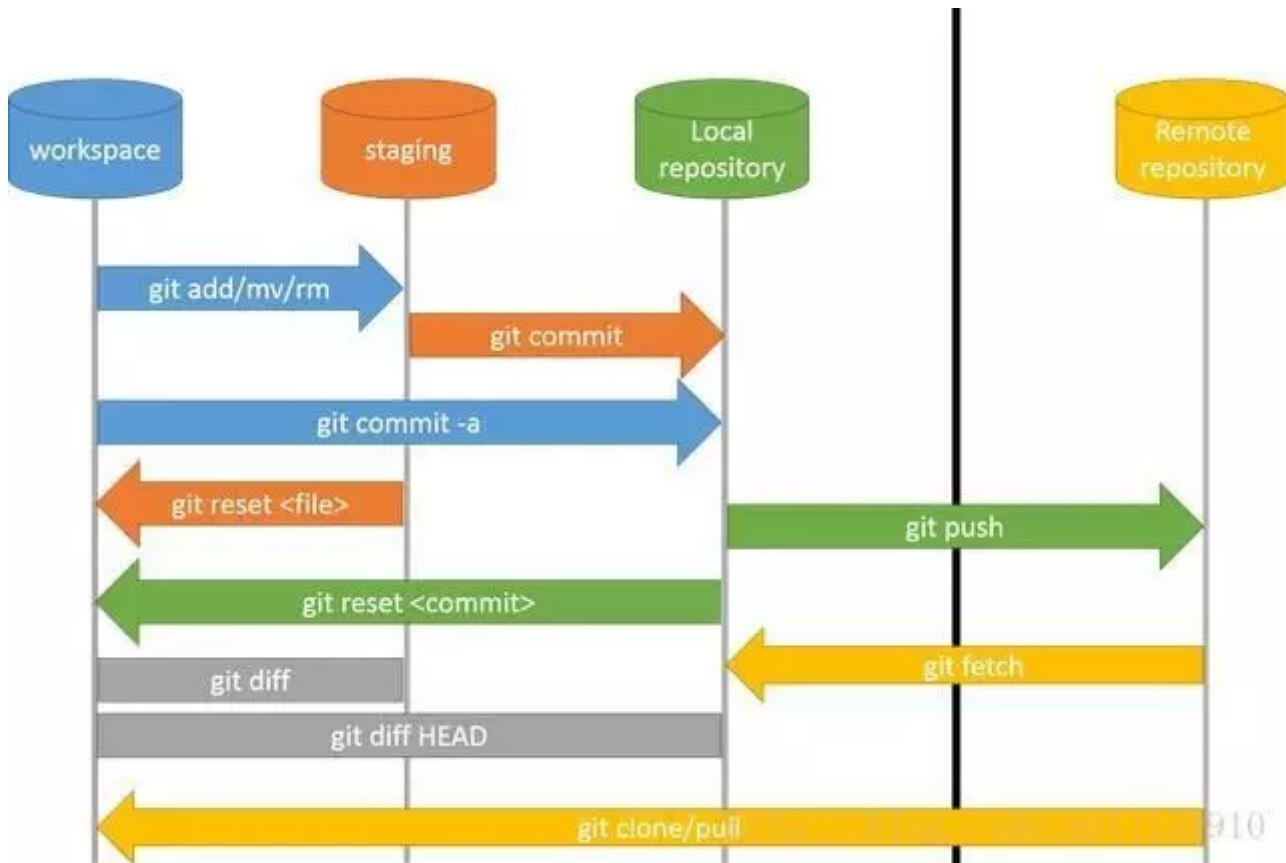 workspace
staging
Local
repository
Remote
repository
git add/mv/rm
git commit
git commit -a
git reset <file>
git push
git reset <commit>
git fetch
git diff
git diff HEAD
git clone/pull
910